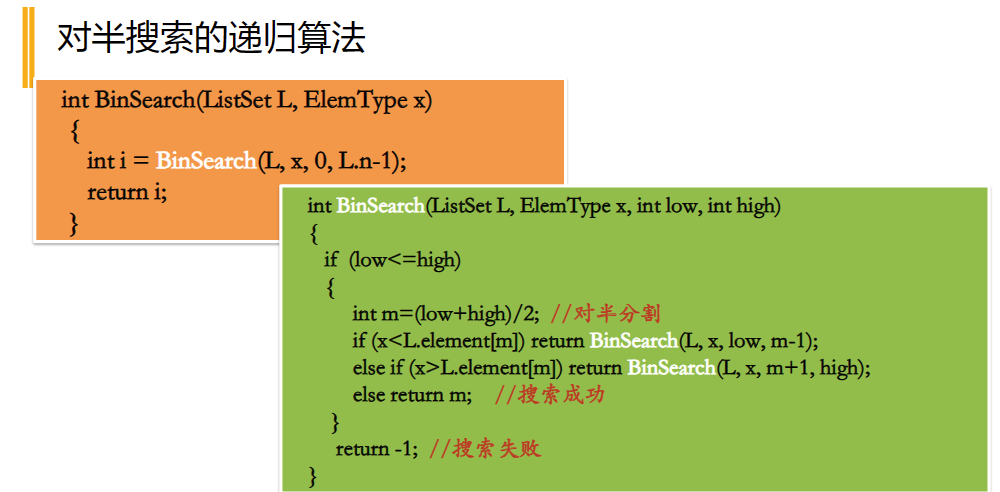 对半搜索的递归算法
int BinSearch(ListSet L, ElemType x)
{
int i = BinSearch(L, x, 0, L.n-1);
return i;
}
int BinSearch(ListSet L, ElemType x, int low, int high)
{
if (low<=high)
{
int m=(low+high)/2; //对半分割
if (x<L.element[m]) return BinSearch(L, x, low, m-1);
else if (x>L.element[m]) return BinSearch(L, x, m+1, high);
else return m; //搜索成功
}
return -1; //搜索失败
}